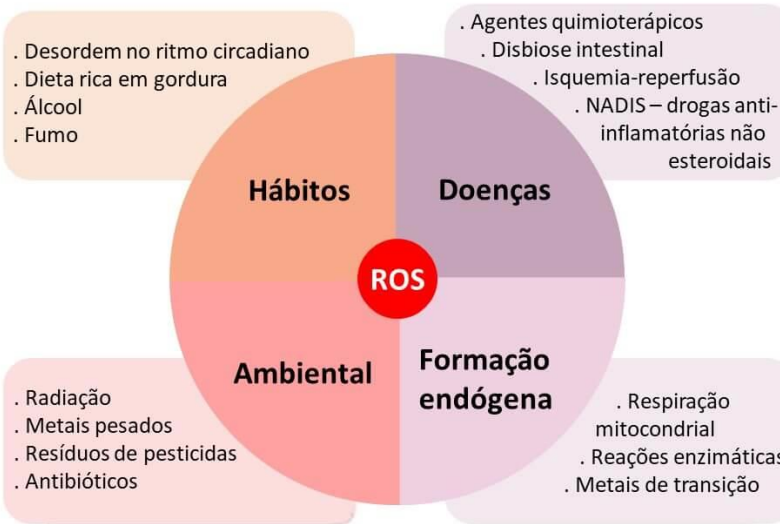 . Desordem no ritmo circadiano
. Dieta rica em gordura
. Álcool
. Fumo
. Agentes quimioterápicos
. Disbiose intestinal
. Isquemia-reperfusão
. NADIS – drogas anti-
inflamatórias não
esteroidais
Hábitos
Doenças
ROS
Ambiental
Formação
endógena
. Radiação
. Metais pesados
. Resíduos de pesticidas
. Antibióticos
. Respiração
mitocondrial
. Reações enzimáticas
. Metais de transição